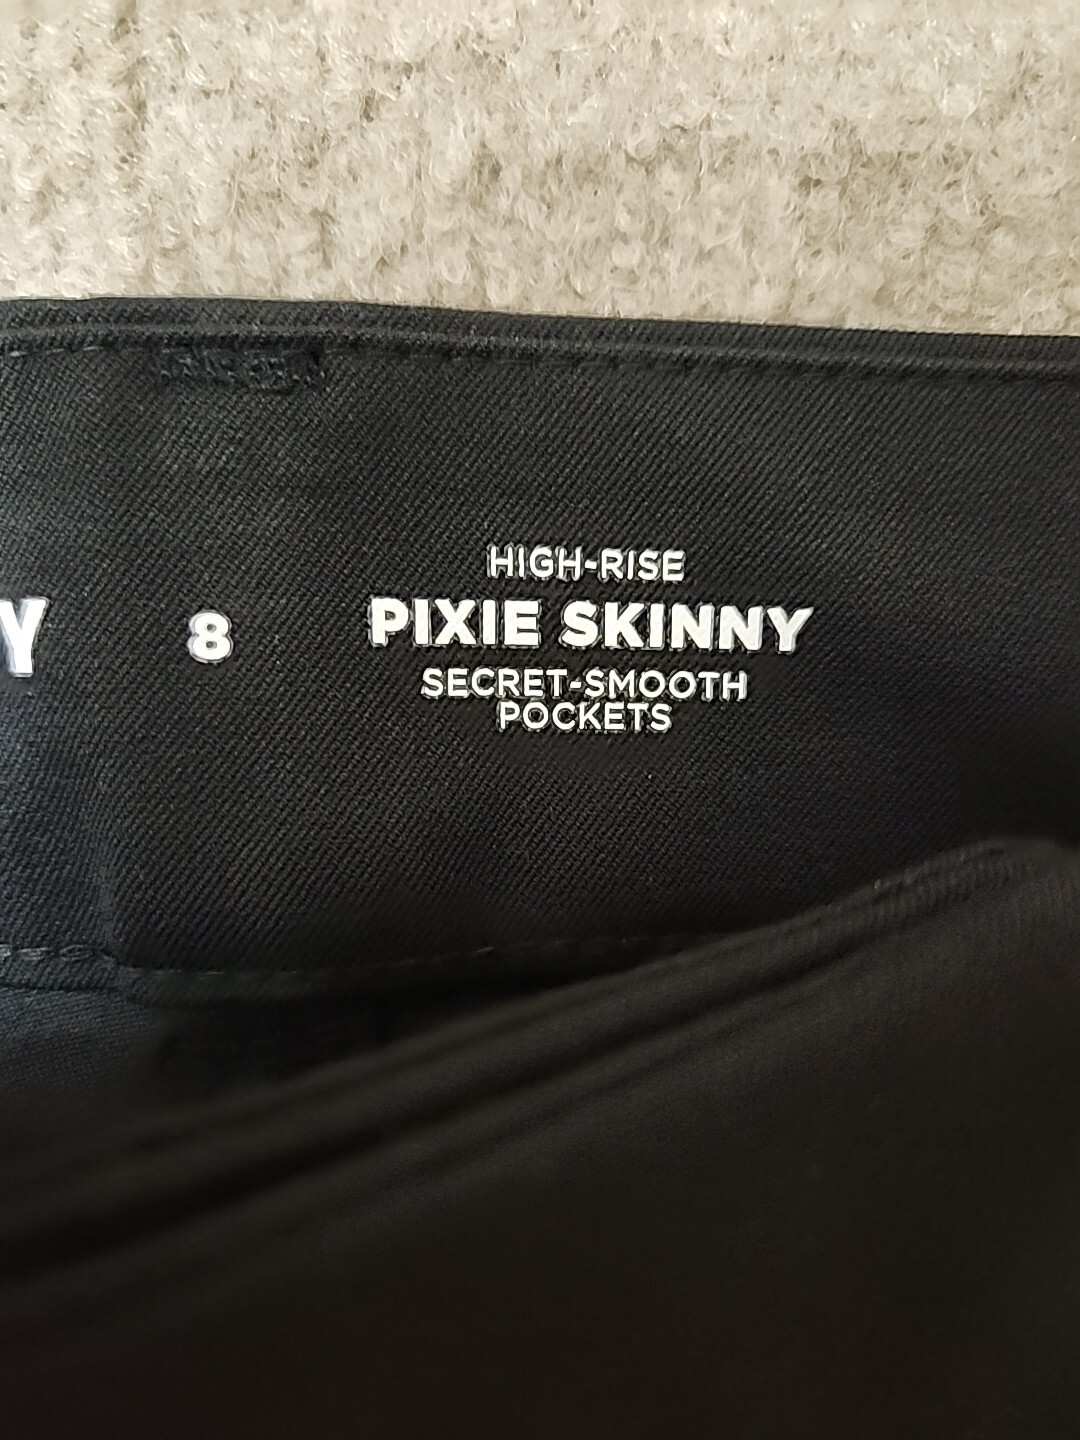 Y 8
HIGH-RISE
PIXIE SKINNY
SECRET-SMOOTH
POCKETS